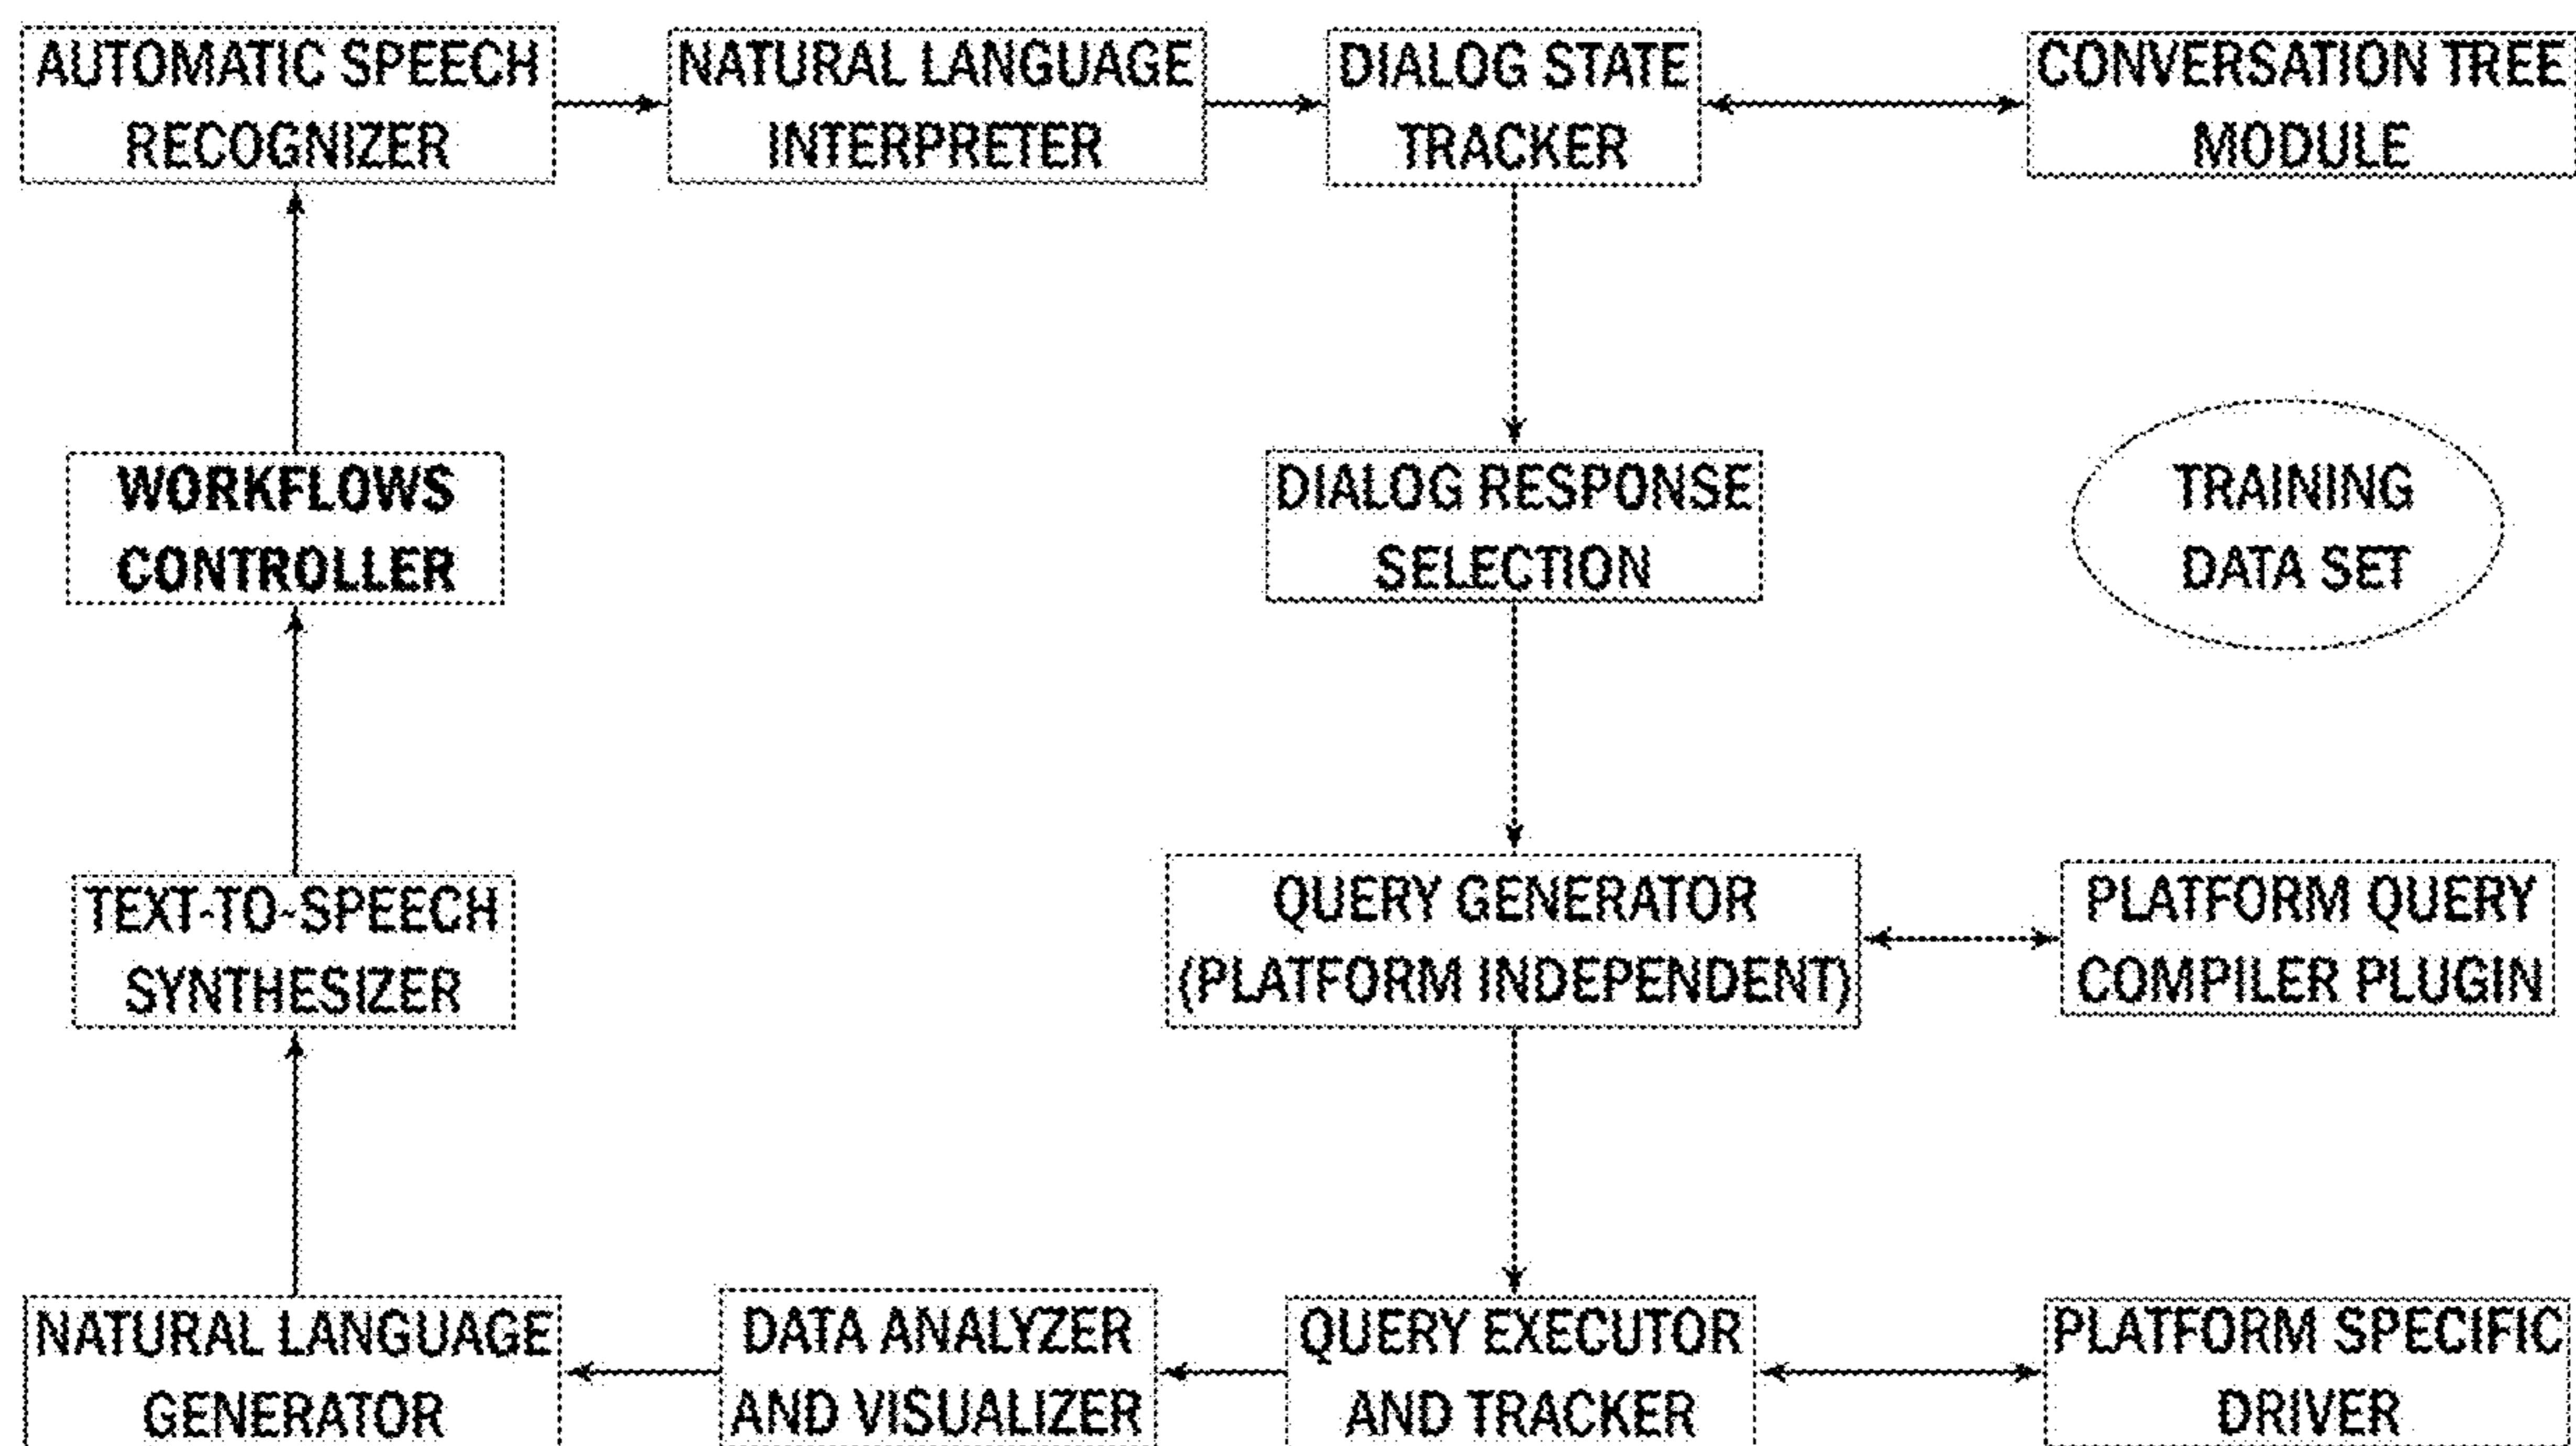 AUTOMATIC SPEECH
RECOGNIZER
NATURAL LANGUAGE
INTERPRETER
DIALOG STATE
TRACKER
CONVERSATION TREE
MODULE
WORKFLOWS
CONTROLLER
DIALOG RESPONSE
SELECTION
TRAINING
DATA SET
TEXT-TO-SPEECH
SYNTHESIZER
QUERY GENERATOR
(PLATFORM INDEPENDENT)
PLATFORM QUERY
COMPILER PLUGIN
NATURAL LANGUAGE
GENERATOR
DATA ANALYZER
AND VISUALIZER
QUERY EXECUTOR
AND TRACKER
PLATFORM SPECIFIC
DRIVER